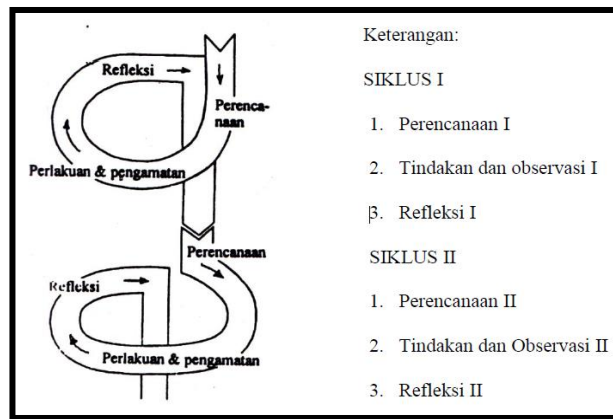 Refleksi
Perenca-
naan
Perlakuan & pengamatan
Perencanaan
Refleksi
Perlakuan & pengamatan
Keterangan:
SIKLUS I
1. Perencanaan I
2. Tindakan dan observasi I
3. Refleksi I
SIKLUS II
1. Perencanaan II
2. Tindakan dan Observasi II
3. Refleksi II